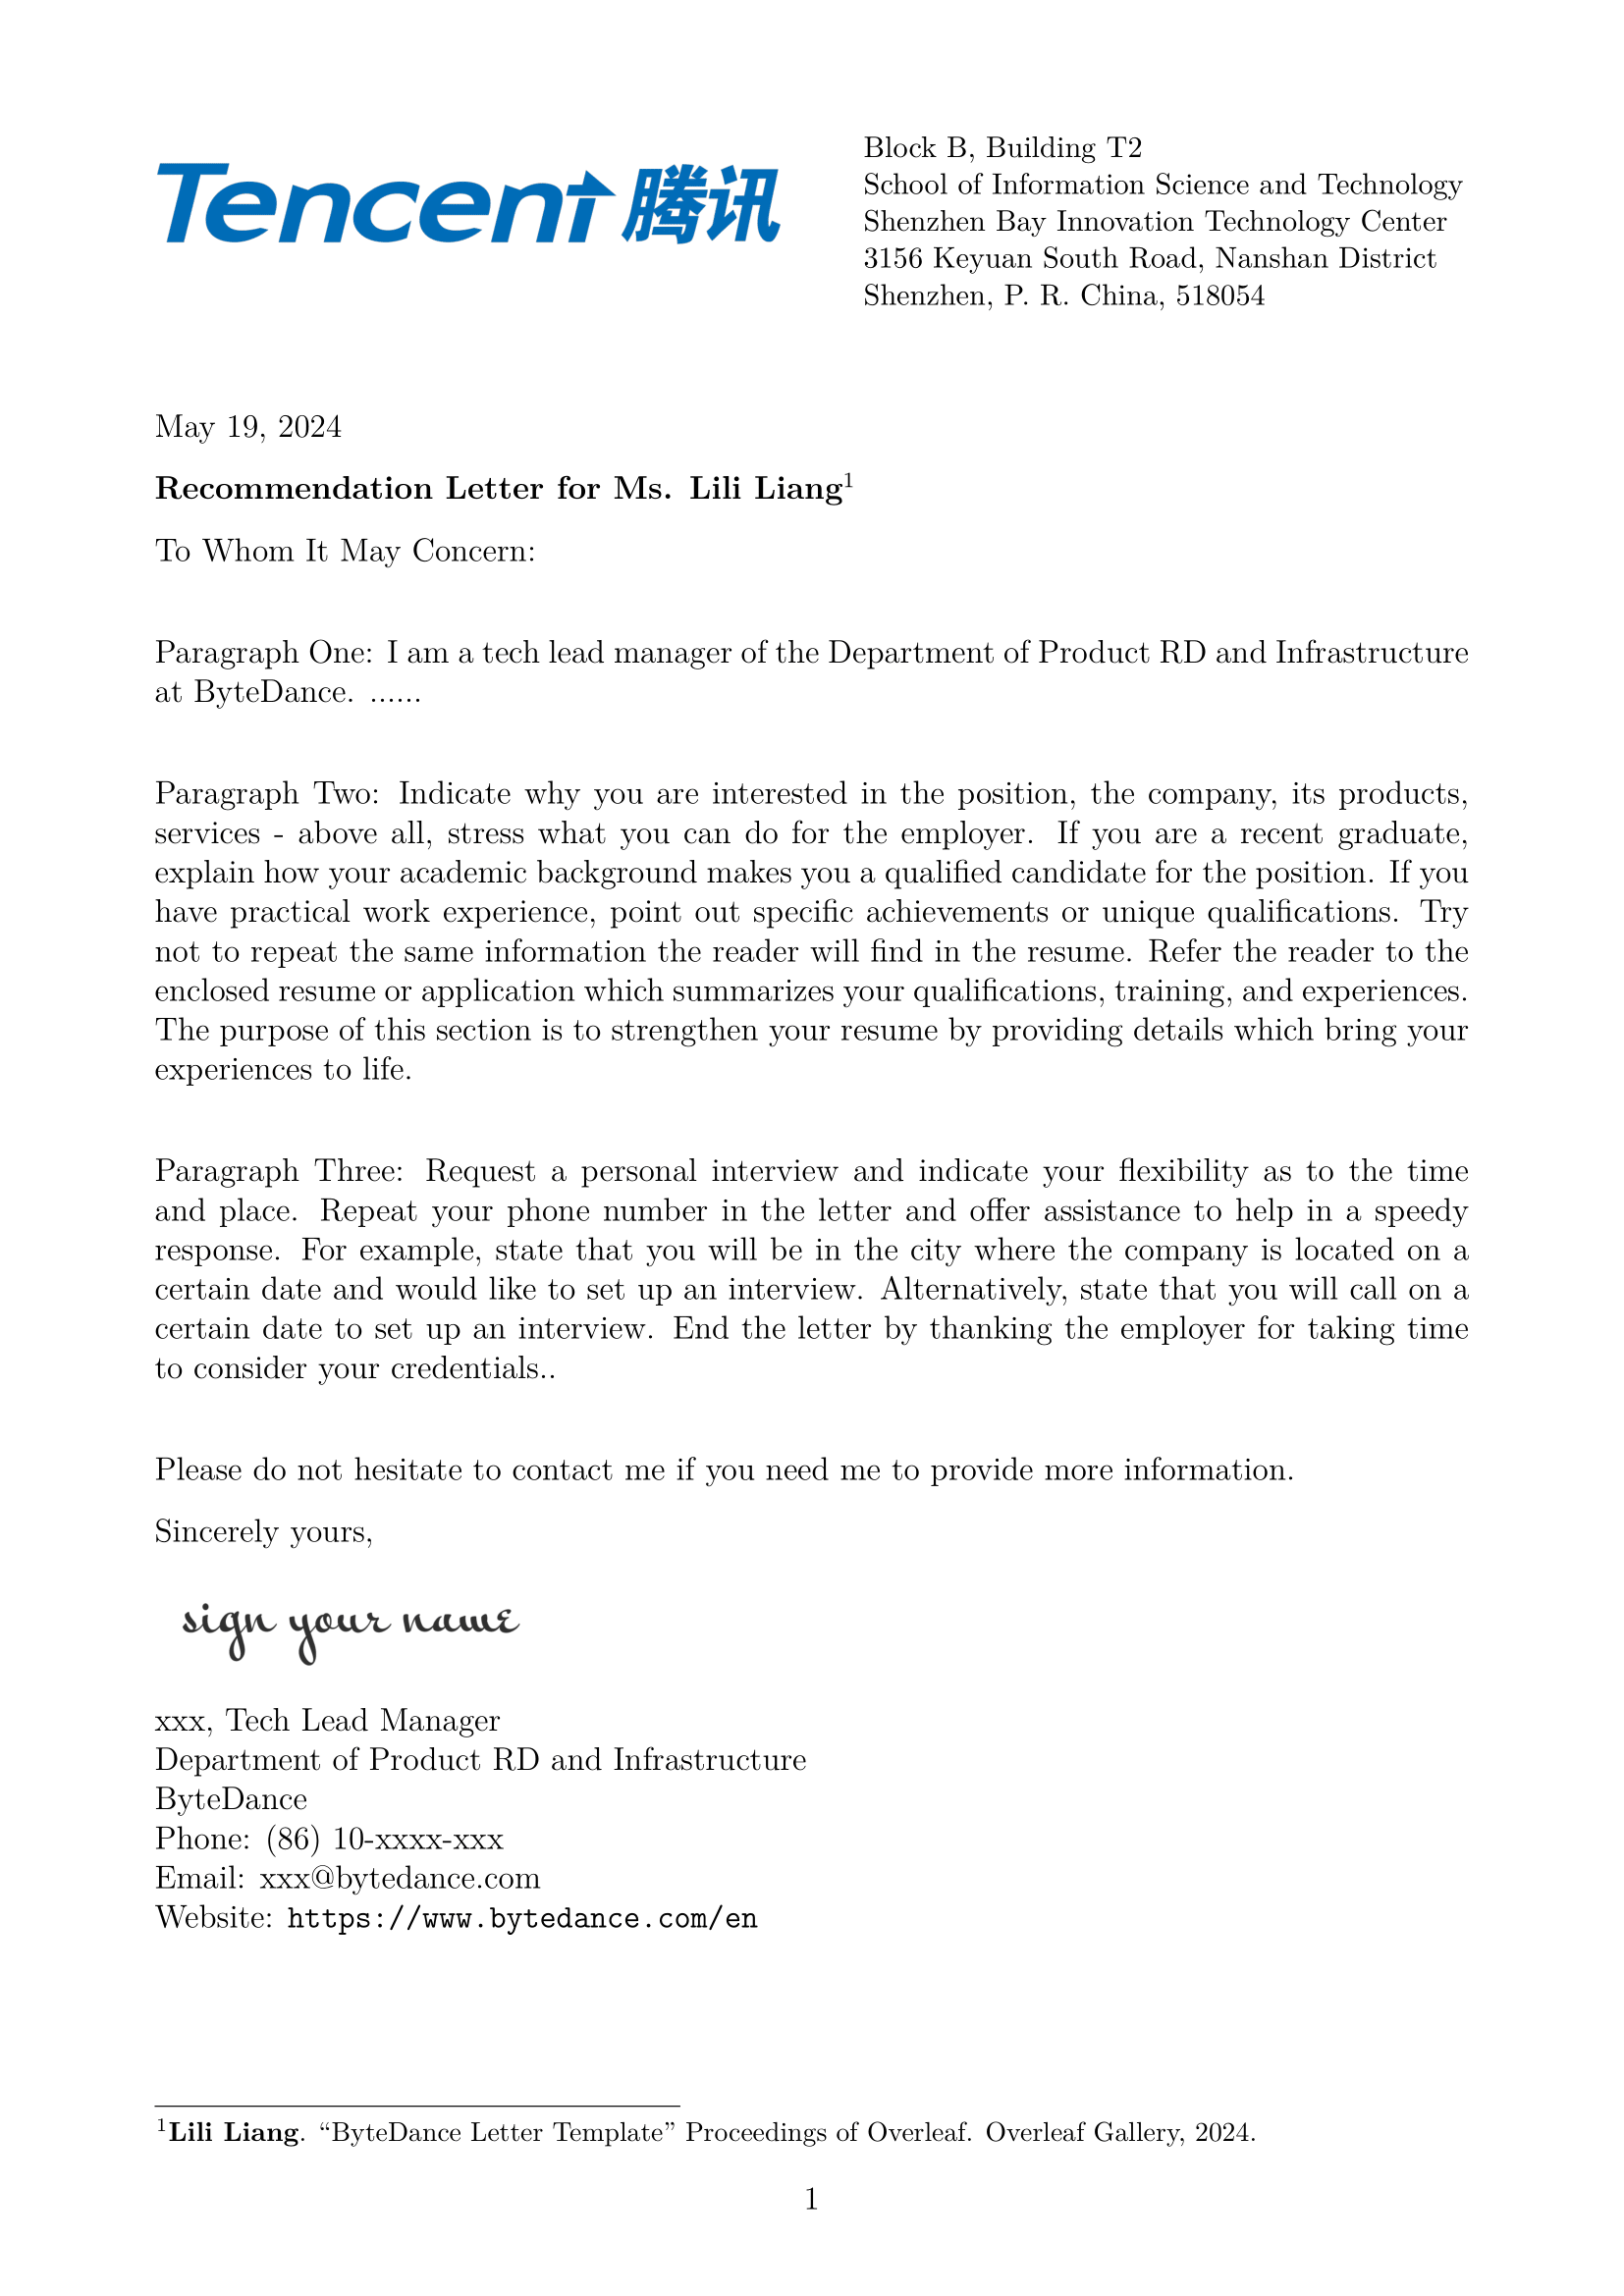 Tencent 腾讯
Block B, Building T2
School of Information Science and Technology
Shenzhen Bay Innovation Technology Center
3156 Keyuan South Road, Nanshan District
Shenzhen, P. R. China, 518054
May 19, 2024
Recommendation Letter for Ms. Lili Liang¹
To Whom It May Concern:
Paragraph One: I am a tech lead manager of the Department of Product RD and Infrastructure
at ByteDance. ......
Paragraph Two: Indicate why you are interested in the position, the company, its products,
services - above all, stress what you can do for the employer. If you are a recent graduate,
explain how your academic background makes you a qualified candidate for the position. If you
have practical work experience, point out specific achievements or unique qualifications. Try
not to repeat the same information the reader will find in the resume. Refer the reader to the
enclosed resume or application which summarizes your qualifications, training, and experiences.
The purpose of this section is to strengthen your resume by providing details which bring your
experiences to life.
Paragraph Three: Request a personal interview and indicate your flexibility as to the time
and place. Repeat your phone number in the letter and offer assistance to help in a speedy
response. For example, state that you will be in the city where the company is located on a
certain date and would like to set up an interview. Alternatively, state that you will call on a
certain date to set up an interview. End the letter by thanking the employer for taking time
to consider your credentials..
Please do not hesitate to contact me if you need me to provide more information.
Sincerely yours,
sign your name
xxx, Tech Lead Manager
Department of Product RD and Infrastructure
ByteDance
Phone: (86) 10-xxxx-xxx
Email: xxx@bytedance.com
Website: https://www.bytedance.com/en
¹Lili Liang. “ByteDance Letter Template” Proceedings of Overleaf. Overleaf Gallery, 2024.
1